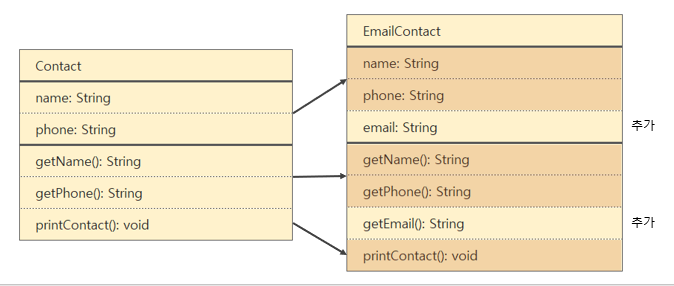 Contact
name: String
phone: String
getName(): String
getPhone(): String
printContact(): void
EmailContact
name: String
phone: String
email: String
추가
getName(): String
getPhone(): String
getEmail(): String
추가
printContact(): void